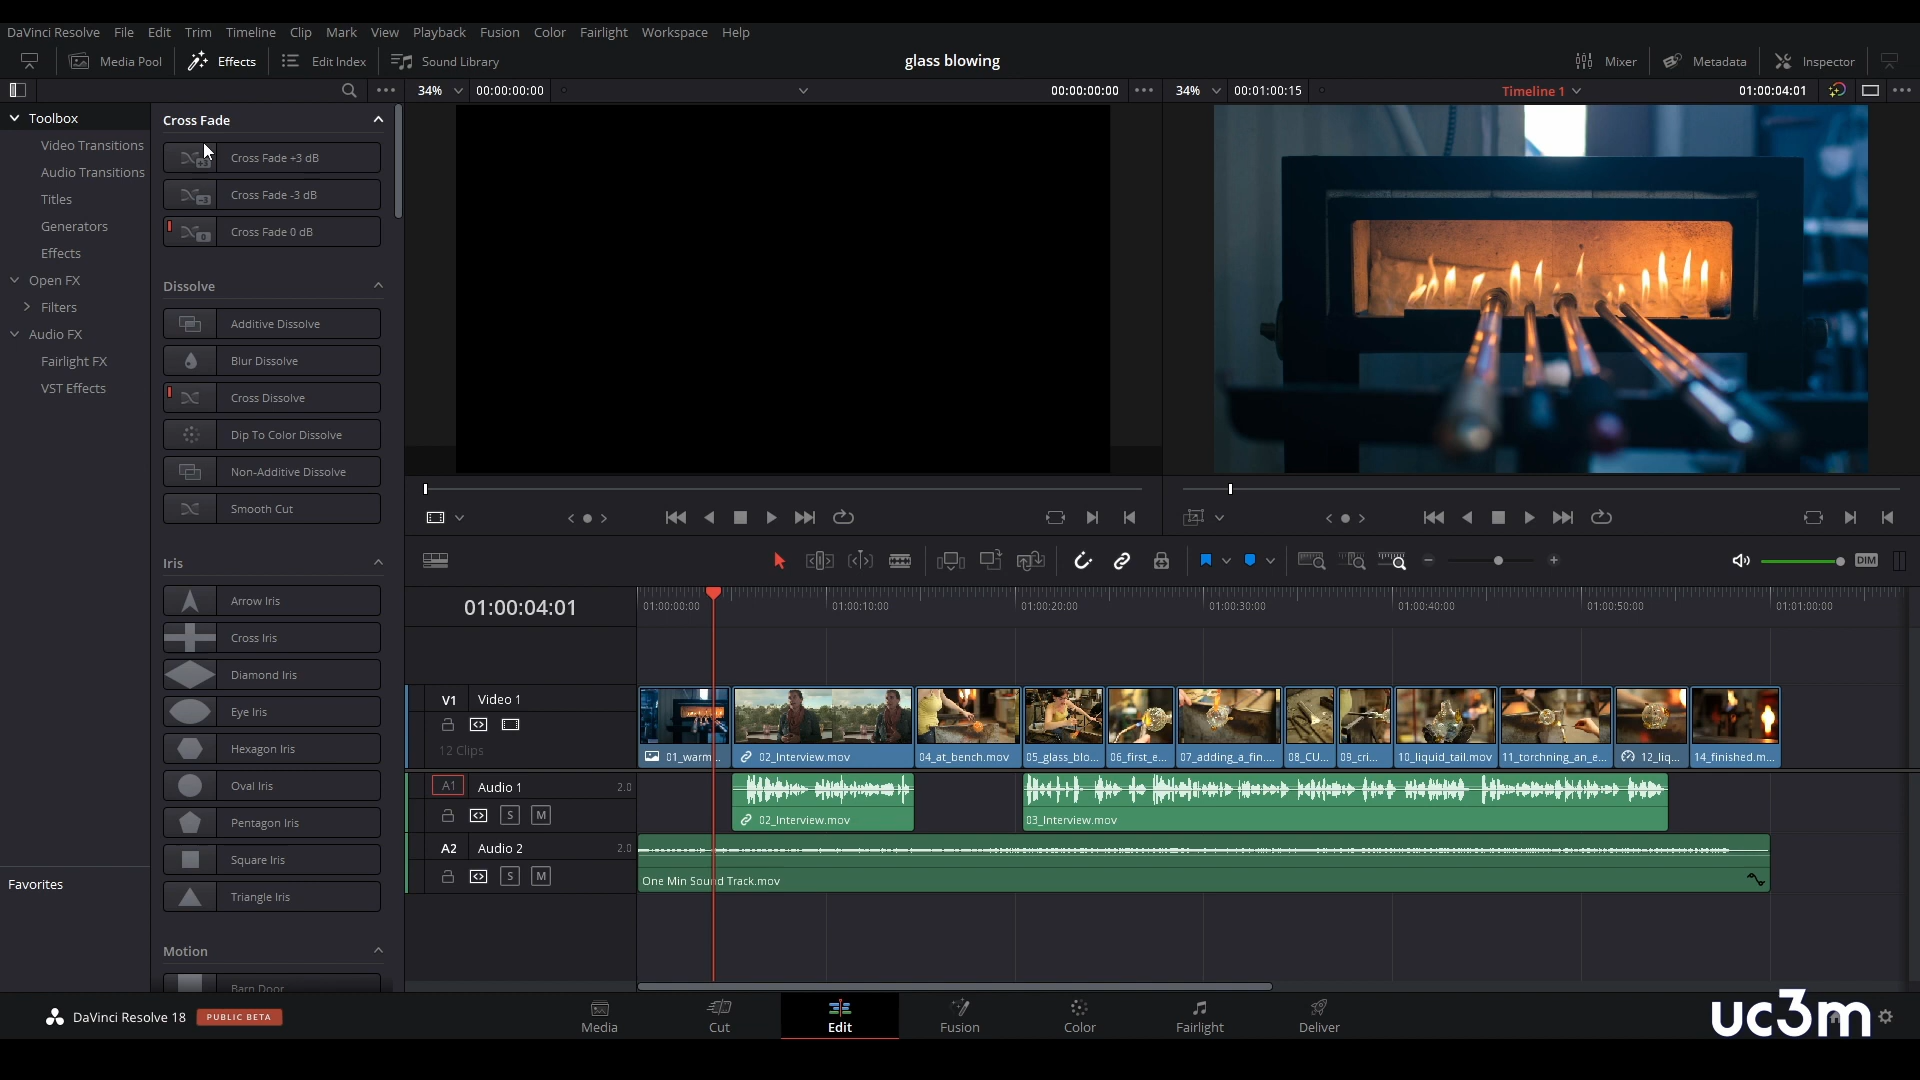 DaVinci Resolve File Edit Trim Timeline Clip Mark View Playback Fusion Color Fairlight Workspace Help
Media Pool Effects Edit Index Sound Library glass blowing Mixer Metadata Inspector
34% 00:00:00:00 00:00:00:00 34% 00:01:00:15 Timeline 1 01:00:04:01
Toolbox
Video Transitions
Audio Transitions
Titles
Generators
Effects
Open FX
Filters
Audio FX
Fairlight FX
VST Effects
Favorites
Cross Fade
Cross Fade +3 dB
Cross Fade -3 dB
Cross Fade 0 dB
Dissolve
Additive Dissolve
Blur Dissolve
Cross Dissolve
Dip To Color Dissolve
Non-Additive Dissolve
Smooth Cut
Iris
Arrow Iris
Cross Iris
Diamond Iris
Eye Iris
Hexagon Iris
Oval Iris
Pentagon Iris
Square Iris
Triangle Iris
Motion
Barn Door
DIM
01:00:04:01
01:00:00:00 01:00:10:00 01:00:20:00 01:00:30:00 01:00:40:00 01:00:50:00 01:01:00:00
V1 Video 1
12 Clips
01_warm... 02_Interview.mov 04_at_bench.mov 05_glass_blo... 06_first_e... 07_adding_a_fin.... 08_CU... 09_cri... 10_liquid_tail.mov 11_torchning_an_e... 12_liq... 14_finished.m...
A1 Audio 1 2.0
S M
02_Interview.mov 03_Interview.mov
A2 Audio 2 2.0
S M
One Min Sound Track.mov
DaVinci Resolve 18 PUBLIC BETA
Media Cut Edit Fusion Color Fairlight Deliver
uc3m